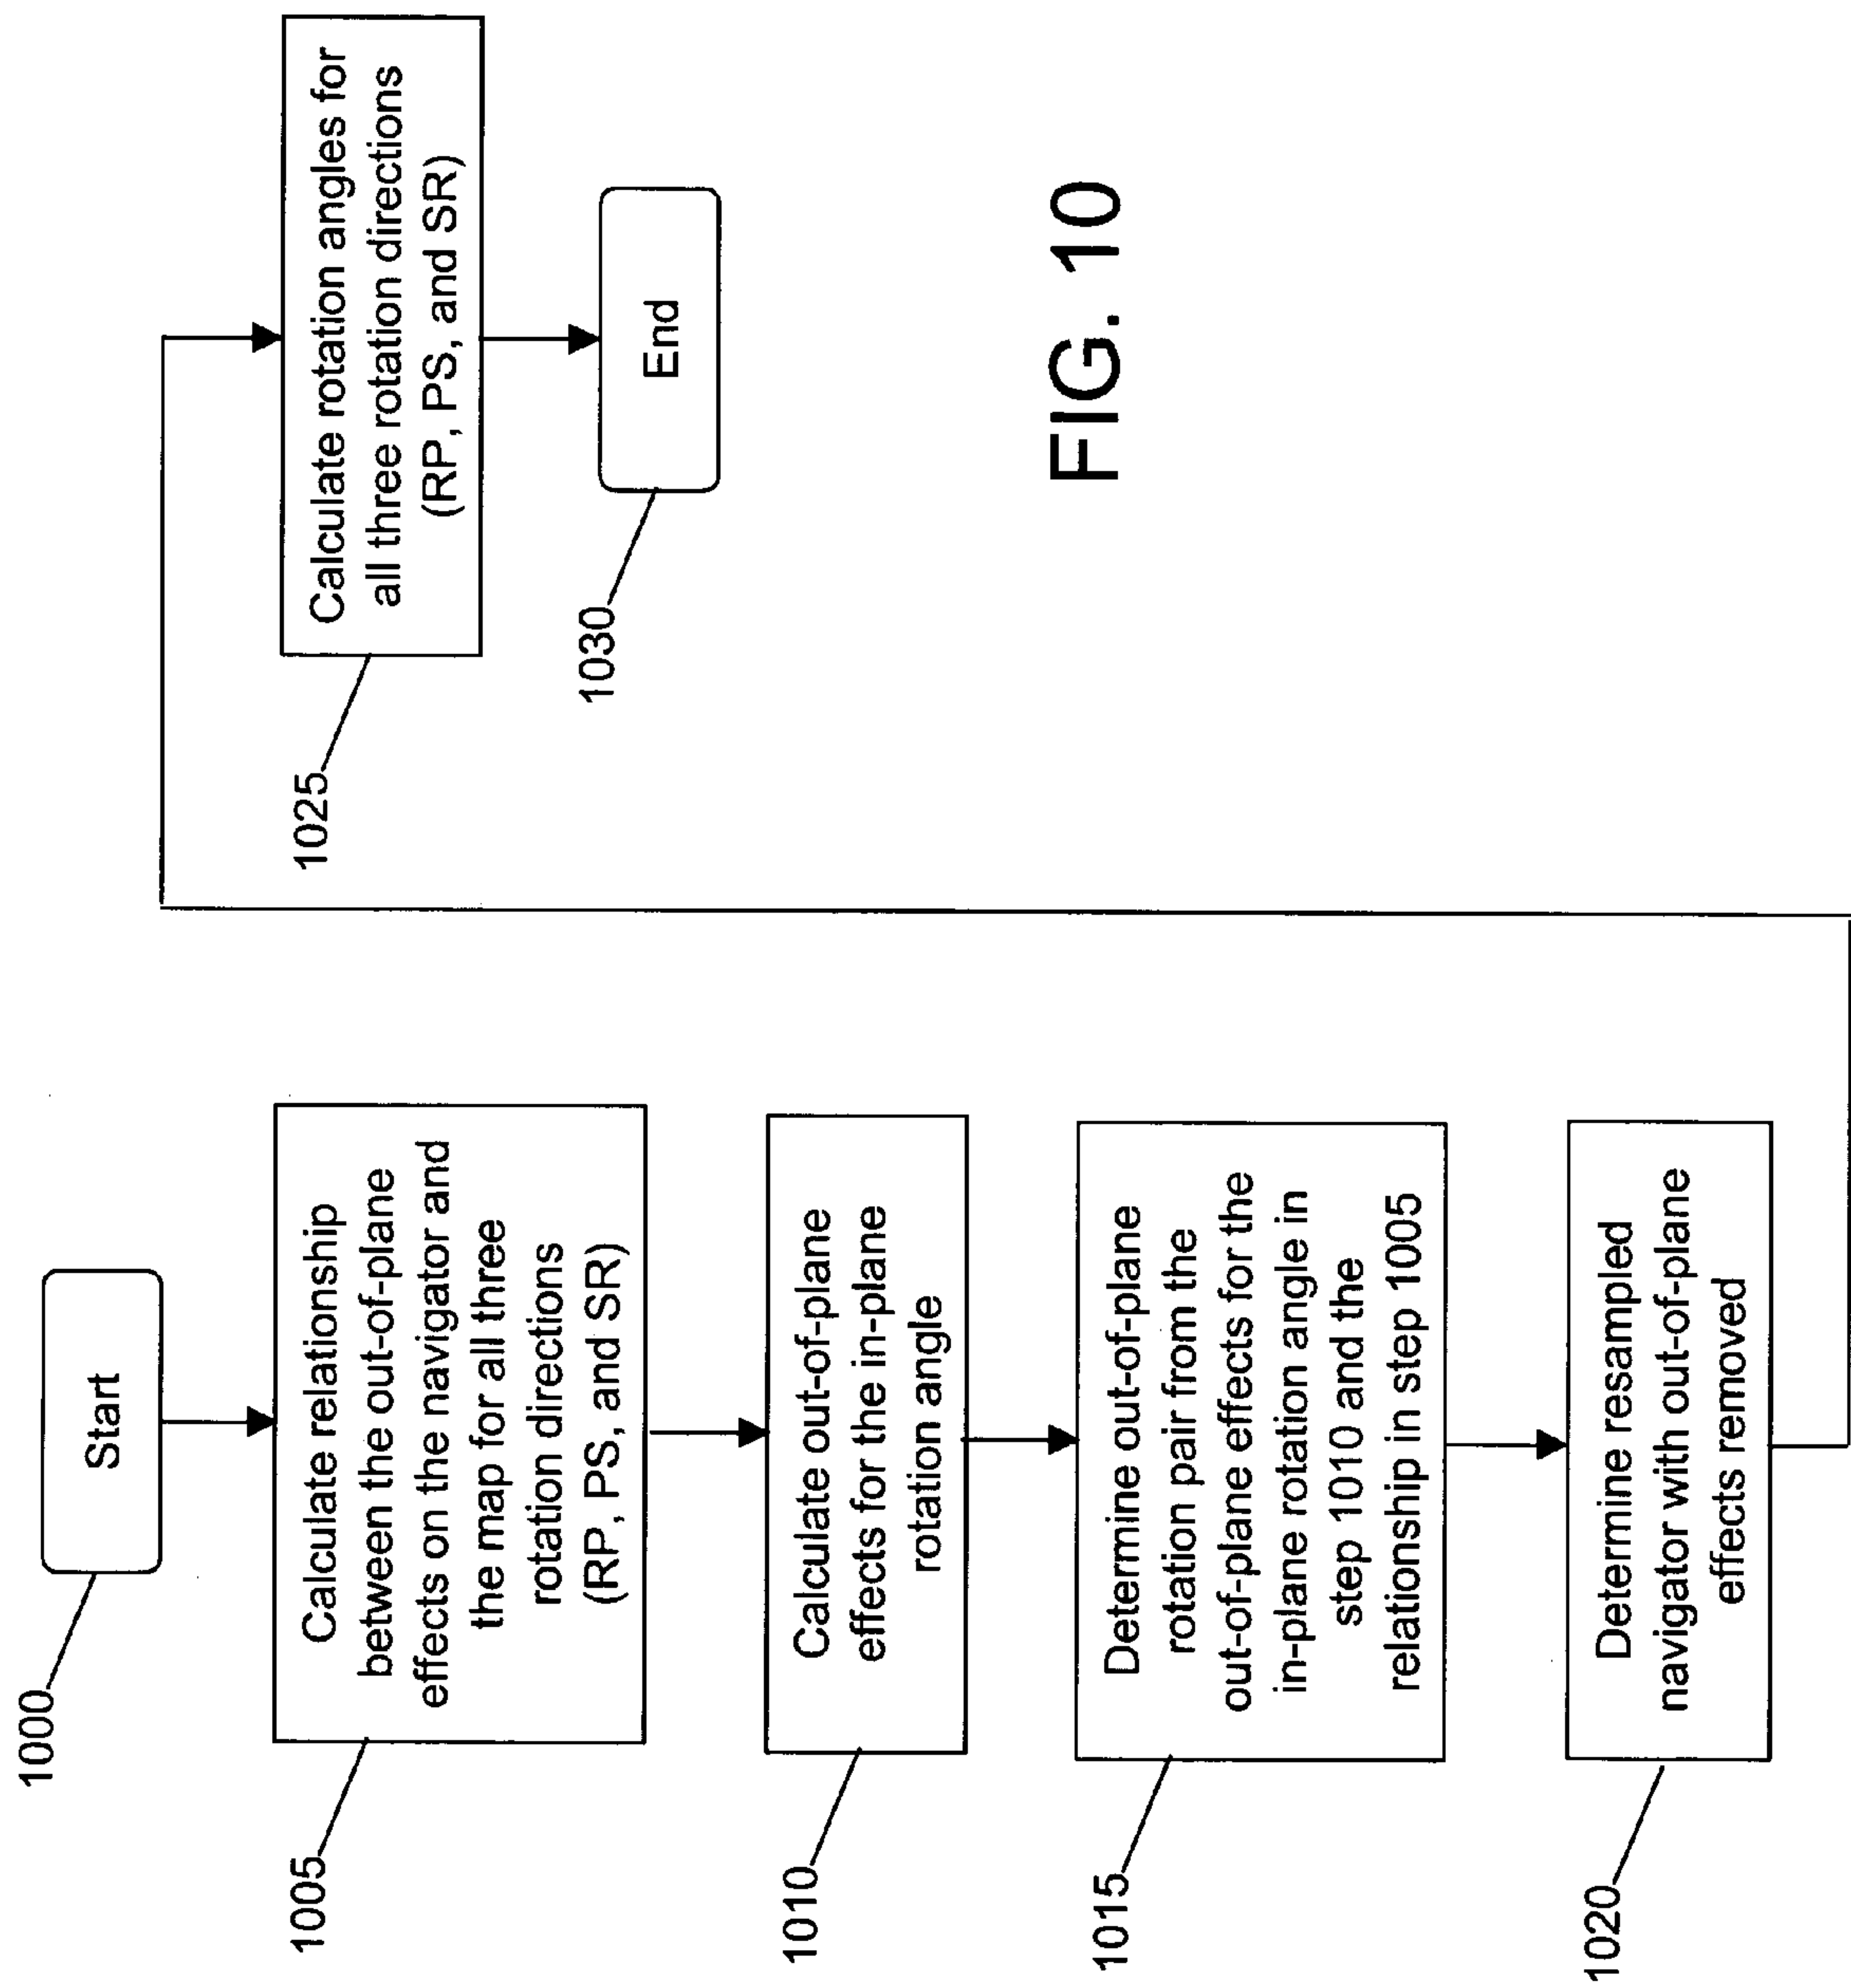 1000
Start
1005
Calculate relationship
between the out-of-plane
effects on the navigator and
the map for all three
rotation directions
(RP, PS, and SR)
1010
Calculate out-of-plane
effects for the in-plane
rotation angle
1015
Determine out-of-plane
rotation pair from the
out-of-plane effects for the
in-plane rotation angle in
step 1010 and the
relationship in step 1005
1020
Determine resampled
navigator with out-of-plane
effects removed
1025
Calculate rotation angles for
all three rotation directions
(RP, PS, and SR)
1030
End
FIG. 10